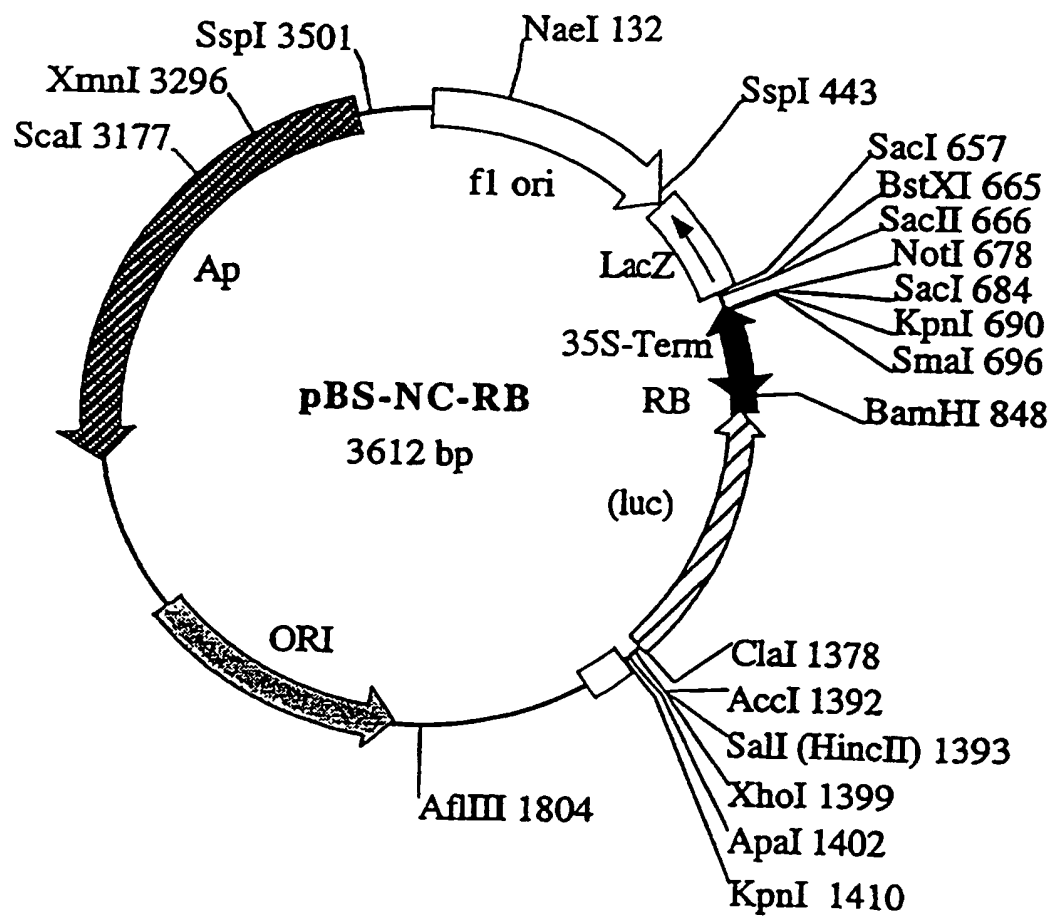 SspI 3501
NaeI 132
XmnI 3296
ScaI 3177
SspI 443
f1 ori
SacI 657
BstXI 665
SacII 666
NotI 678
SacI 684
KpnI 690
SmaI 696
LacZ
Ap
35S-Term
RB
BamHI 848
pBS-NC-RB
3612 bp
(luc)
ORI
ClaI 1378
AccI 1392
SalI (HincII) 1393
XhoI 1399
ApaI 1402
KpnI 1410
AflIII 1804